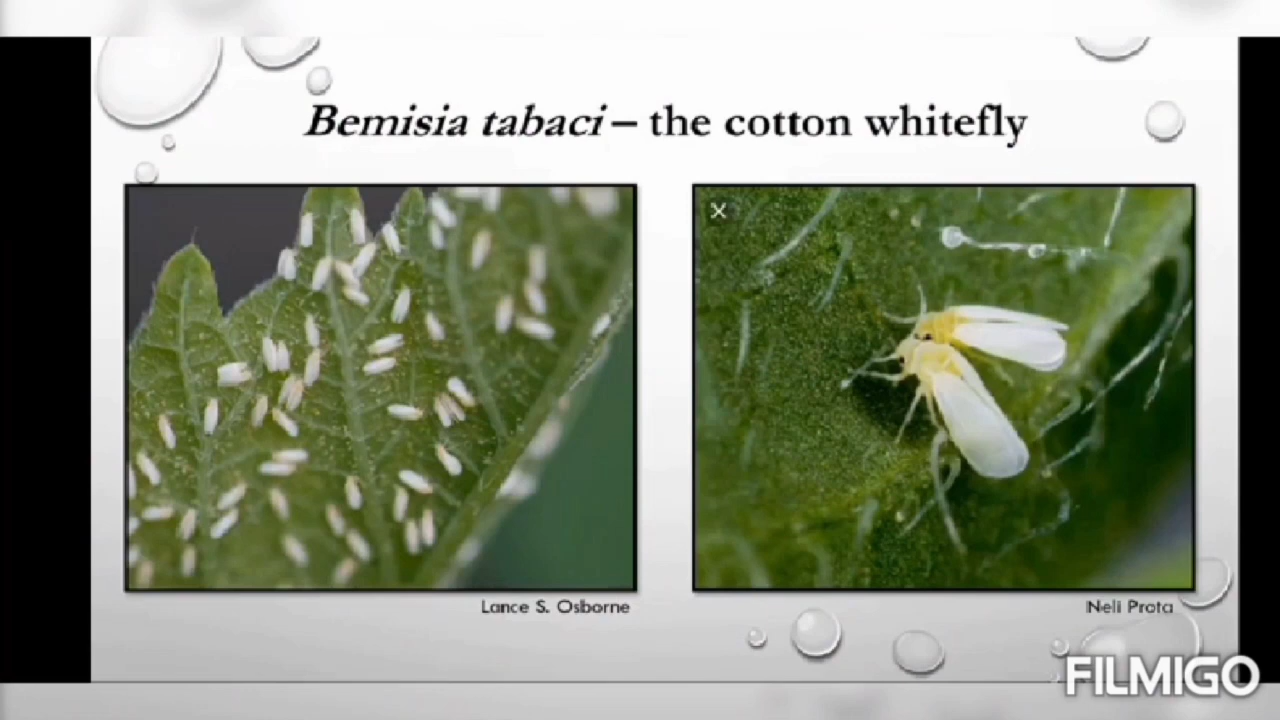 Bemisia tabaci – the cotton whitefly
Lance S. Osborne
Neli Prota
FILMIGO